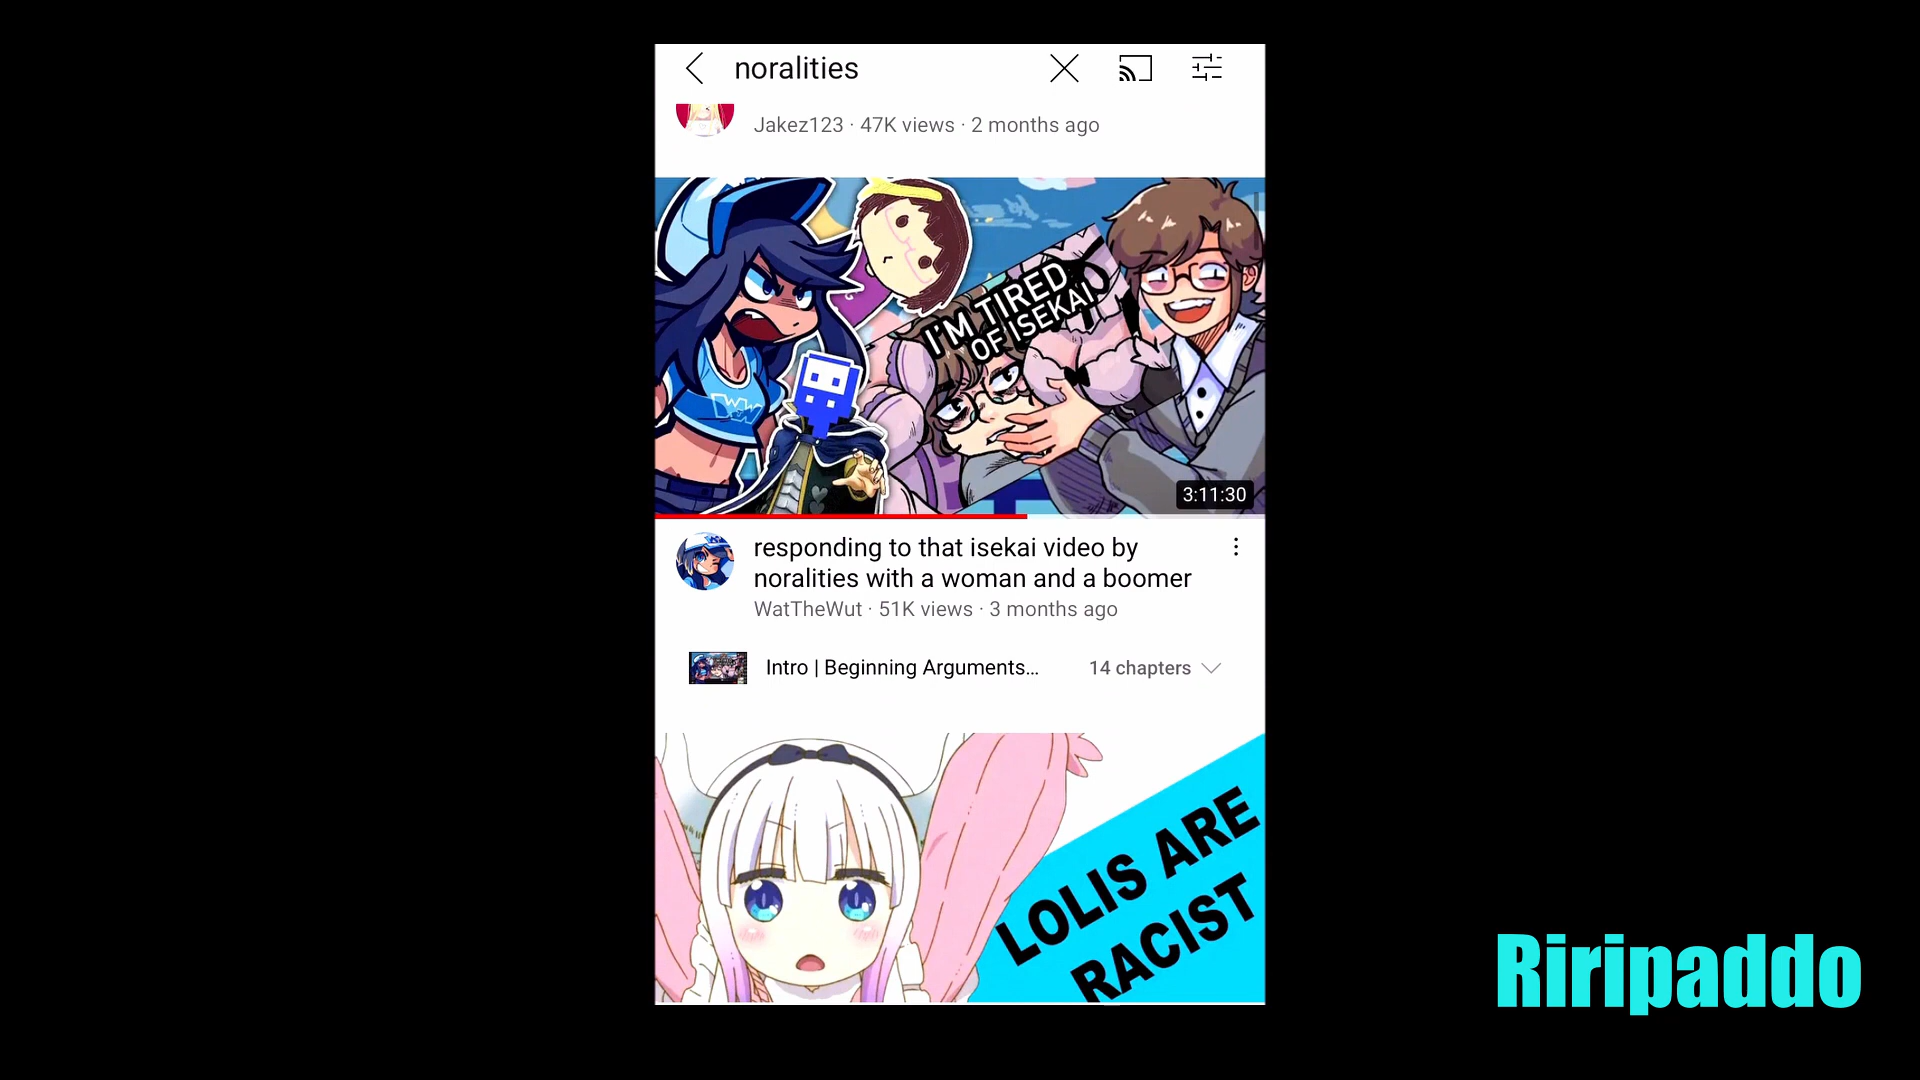 noralities
Jakez123 · 47K views · 2 months ago
I'M TIRED
OF ISEKAI
3:11:30
responding to that isekai video by
noralities with a woman and a boomer
WatTheWut · 51K views · 3 months ago
Intro | Beginning Arguments...
14 chapters
LOLIS ARE
RACIST
Riripaddo